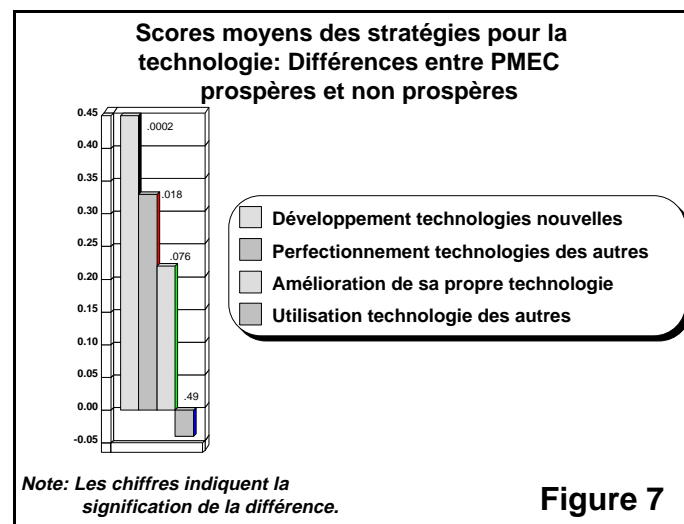 Scores moyens des stratégies pour la
technologie: Différences entre PMEC
prospères et non prospères
0.45
0.40
0.35
0.30
0.25
0.20
0.15
0.10
0.05
0.00
-0.05
.0002
.018
.076
.49
Développement technologies nouvelles
Perfectionnement technologies des autres
Amélioration de sa propre technologie
Utilisation technologie des autres
Note: Les chiffres indiquent la
signification de la différence.
Figure 7